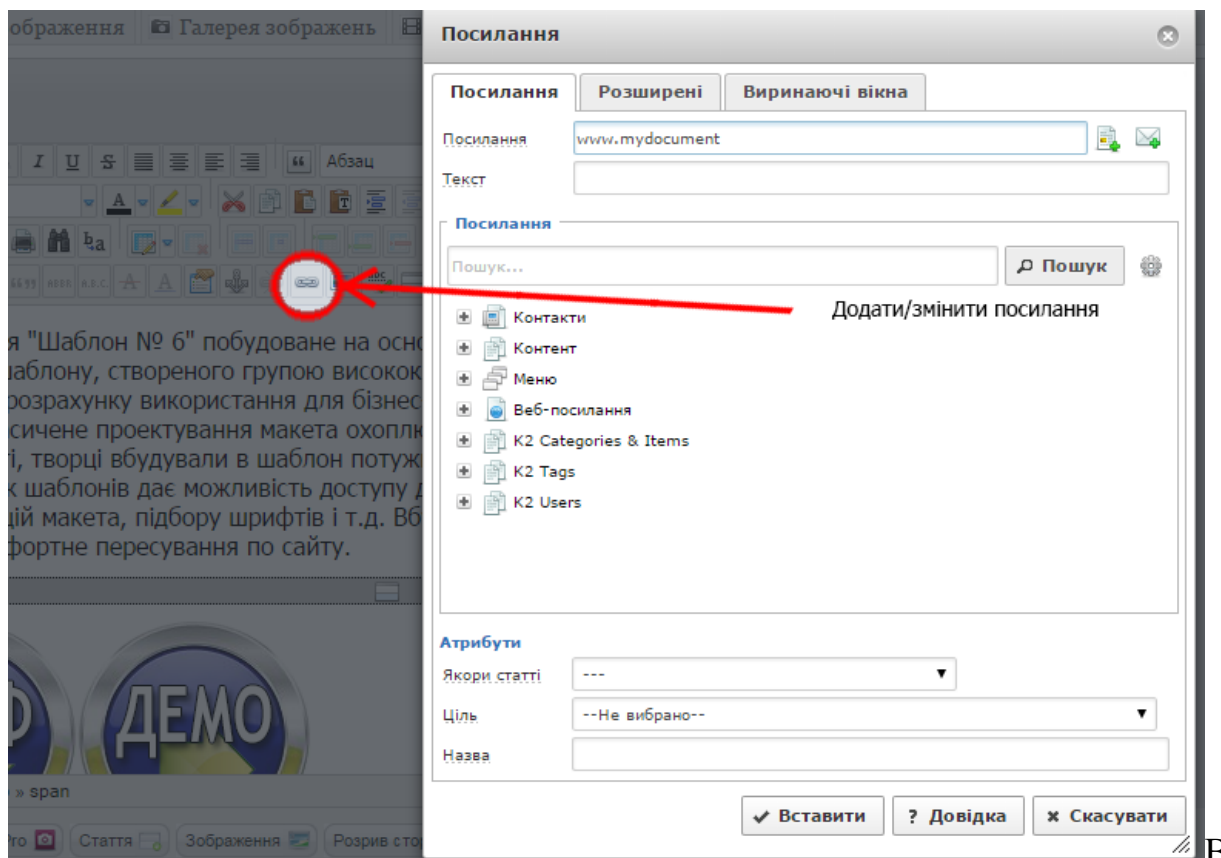 ображення Галерея зображень
Посилання
Посилання Розширені Виринаючі вікна
Посилання www.mydocument
Текст
I U S Абзац
Посилання
Пошук... Пошук
Додати/змінити посилання
Контакти
Контент
Меню
Веб-посилання
K2 Categories & Items
K2 Tags
K2 Users
я "Шаблон № 6" побудоване на осно
аблону, створеного групою високок
розрахунку використання для бізнес
сичене проектування макета охоплю
і, творці вбудували в шаблон потуж
к шаблонів дає можливість доступу д
ій макета, підбору шрифтів і т.д. Вб
фортне пересування по сайту.
ДЕМО
Атрибути
Якори статті ---
Ціль --Не вибрано--
Назва
» span
Вставити ? Довідка Скасувати
Pro Стаття Зображення Розрив сто